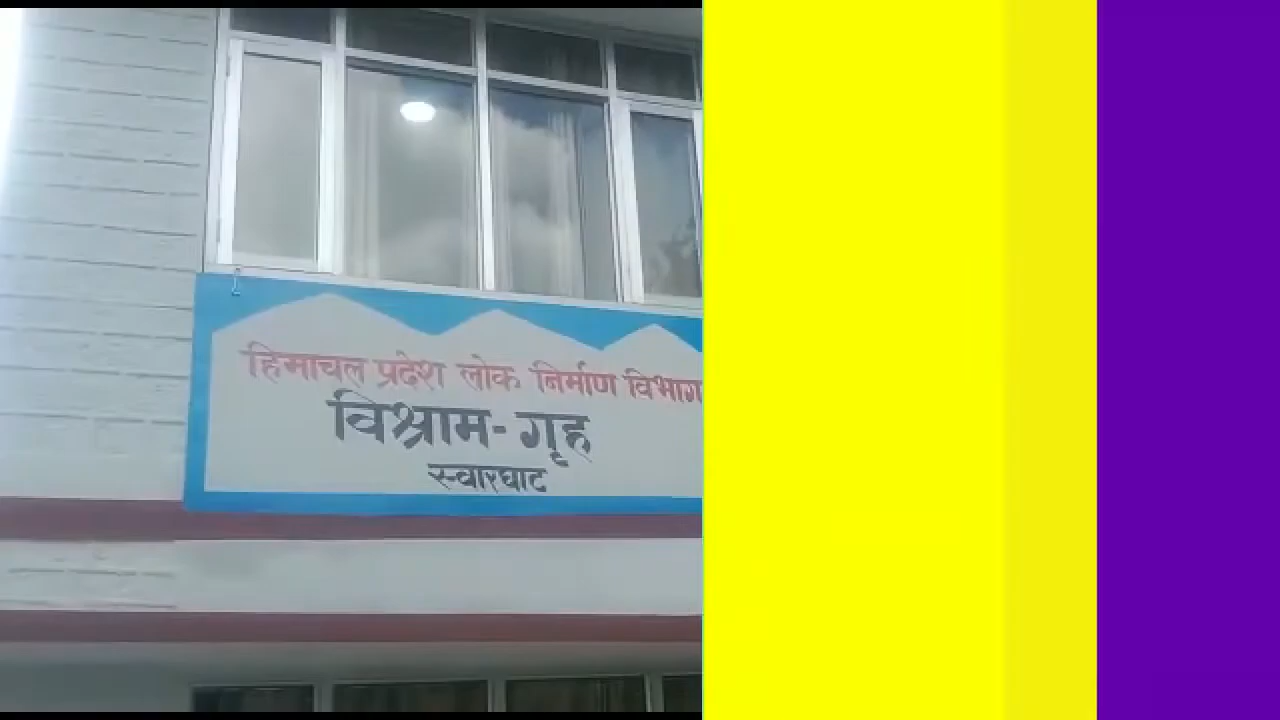 हिमाचल प्रदेश लोक निर्माण विभाग
विश्राम-गृह
स्वारघाट